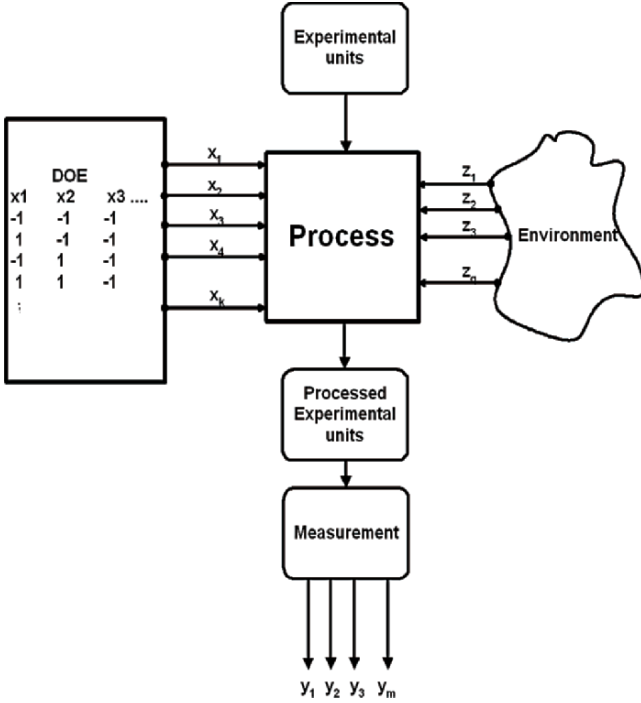 Experimental
units
DOE
x1 x2 x3 ....
-1 -1 -1
1 -1 -1
-1 1 -1
1 1 -1
:
x1
x2
x3
x4
xk
Process
z1
z2
z3
zn
Environment
Processed
Experimental
units
Measurement
y1 y2 y3 ym